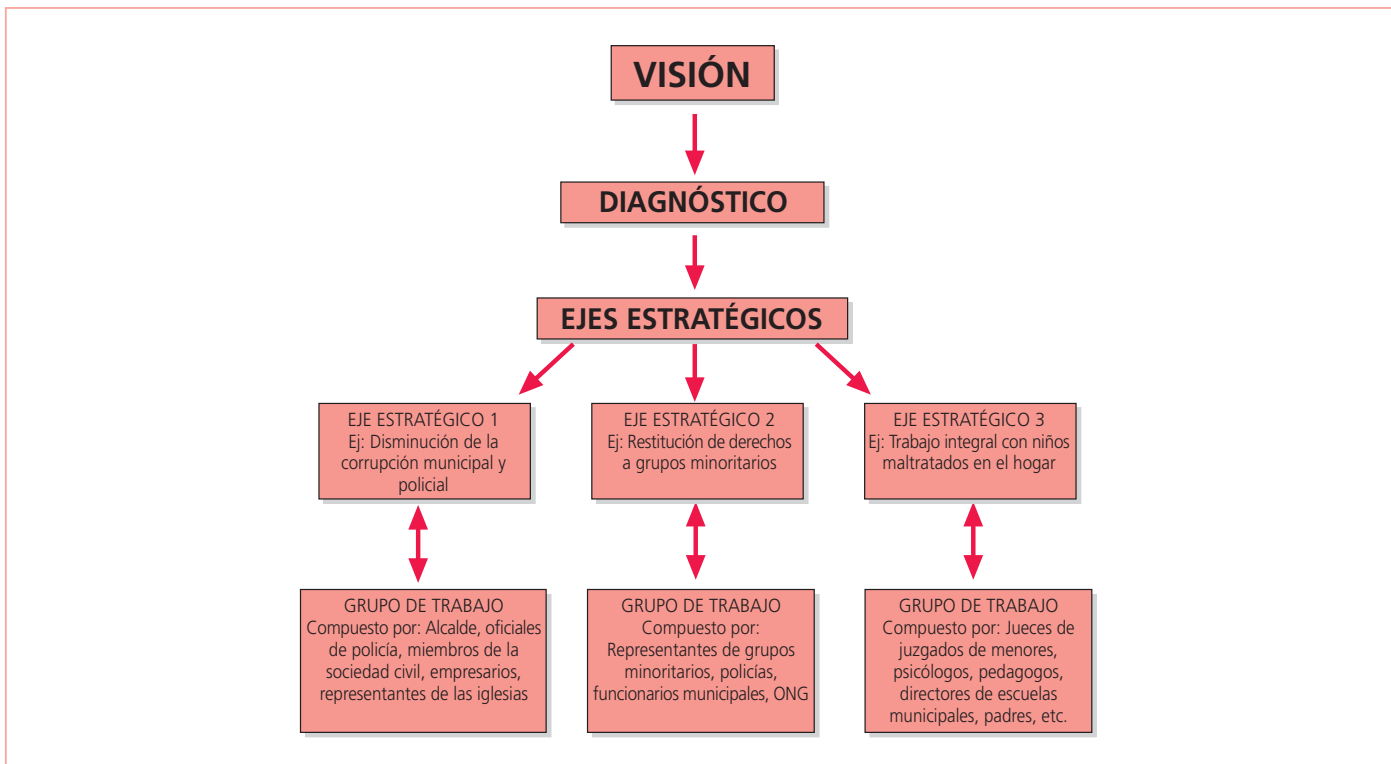 VISIÓN
DIAGNÓSTICO
EJES ESTRATÉGICOS
EJE ESTRATÉGICO 1
Ej: Disminución de la
corrupción municipal y
policial
EJE ESTRATÉGICO 2
Ej: Restitución de derechos
a grupos minoritarios
EJE ESTRATÉGICO 3
Ej: Trabajo integral con niños
maltratados en el hogar
GRUPO DE TRABAJO
Compuesto por: Alcalde, oficiales
de policía, miembros de la
sociedad civil, empresarios,
representantes de las iglesias
GRUPO DE TRABAJO
Compuesto por:
Representantes de grupos
minoritarios, policías,
funcionarios municipales, ONG
GRUPO DE TRABAJO
Compuesto por: Jueces de
juzgados de menores,
psicólogos, pedagogos,
directores de escuelas
municipales, padres, etc.